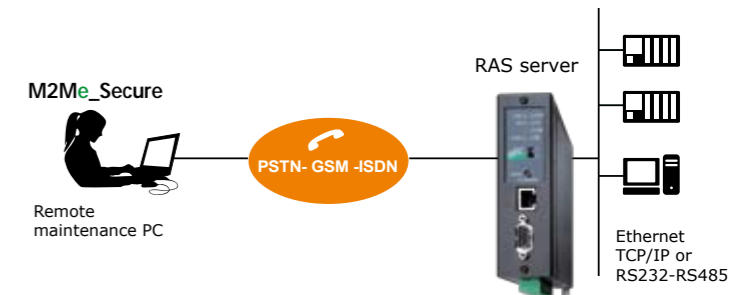 RAS server
M2Me_Secure
PSTN- GSM -ISDN
Remote
maintenance PC
Ethernet
TCP/IP or
RS232-RS485